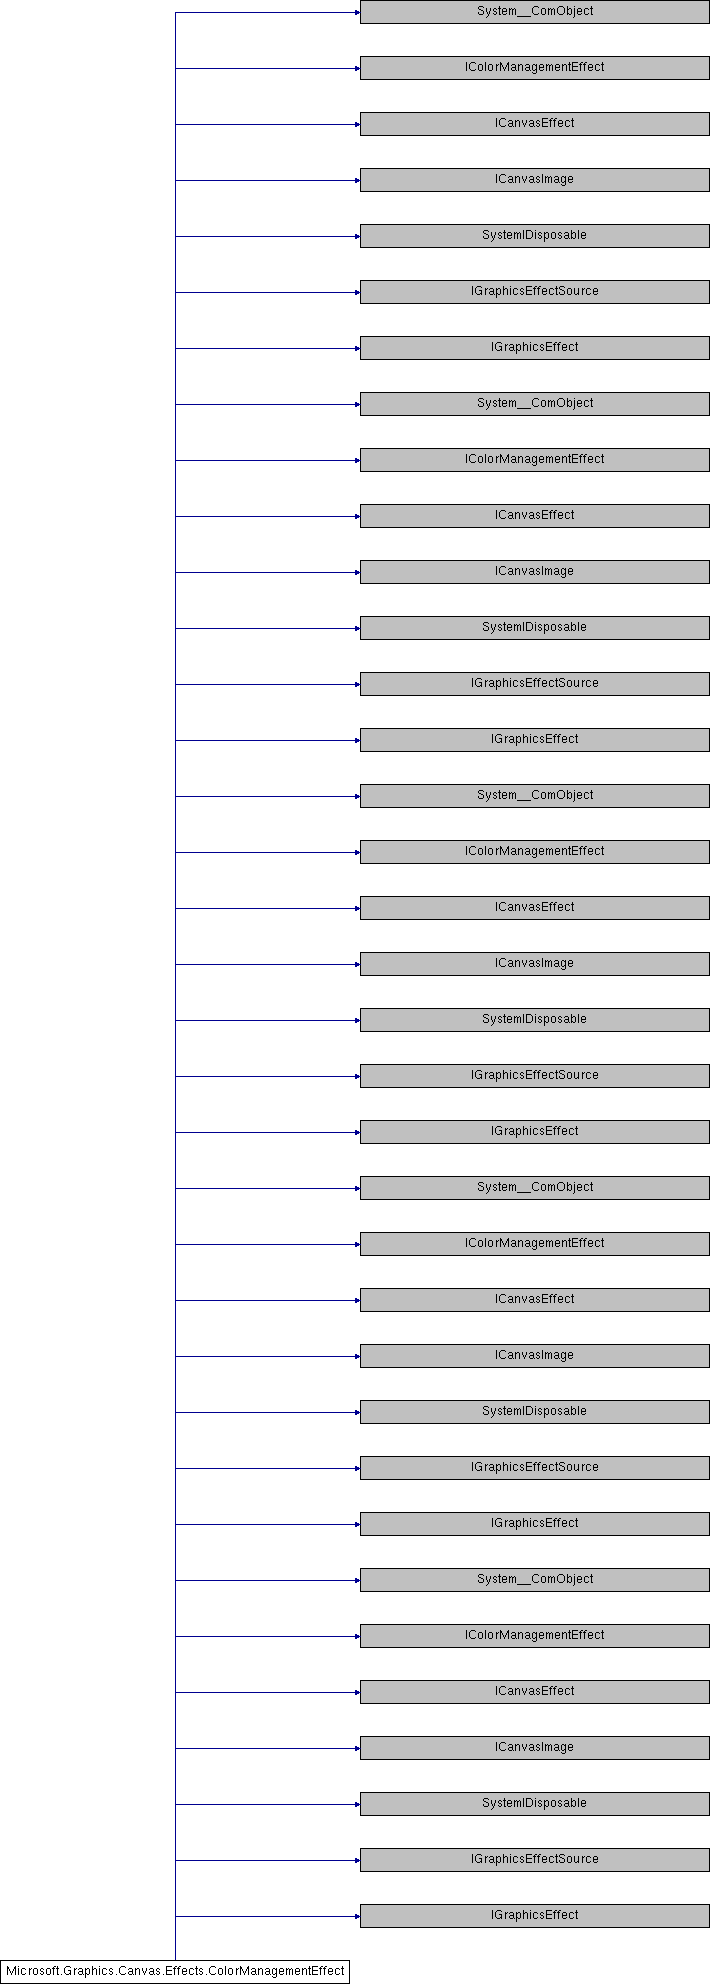 System__ComObject
IColorManagementEffect
ICanvasEffect
ICanvasImage
SystemIDisposable
IGraphicsEffectSource
IGraphicsEffect
System__ComObject
IColorManagementEffect
ICanvasEffect
ICanvasImage
SystemIDisposable
IGraphicsEffectSource
IGraphicsEffect
System__ComObject
IColorManagementEffect
ICanvasEffect
ICanvasImage
SystemIDisposable
IGraphicsEffectSource
IGraphicsEffect
System__ComObject
IColorManagementEffect
ICanvasEffect
ICanvasImage
SystemIDisposable
IGraphicsEffectSource
IGraphicsEffect
System__ComObject
IColorManagementEffect
ICanvasEffect
ICanvasImage
SystemIDisposable
IGraphicsEffectSource
IGraphicsEffect
Microsoft.Graphics.Canvas.Effects.ColorManagementEffect